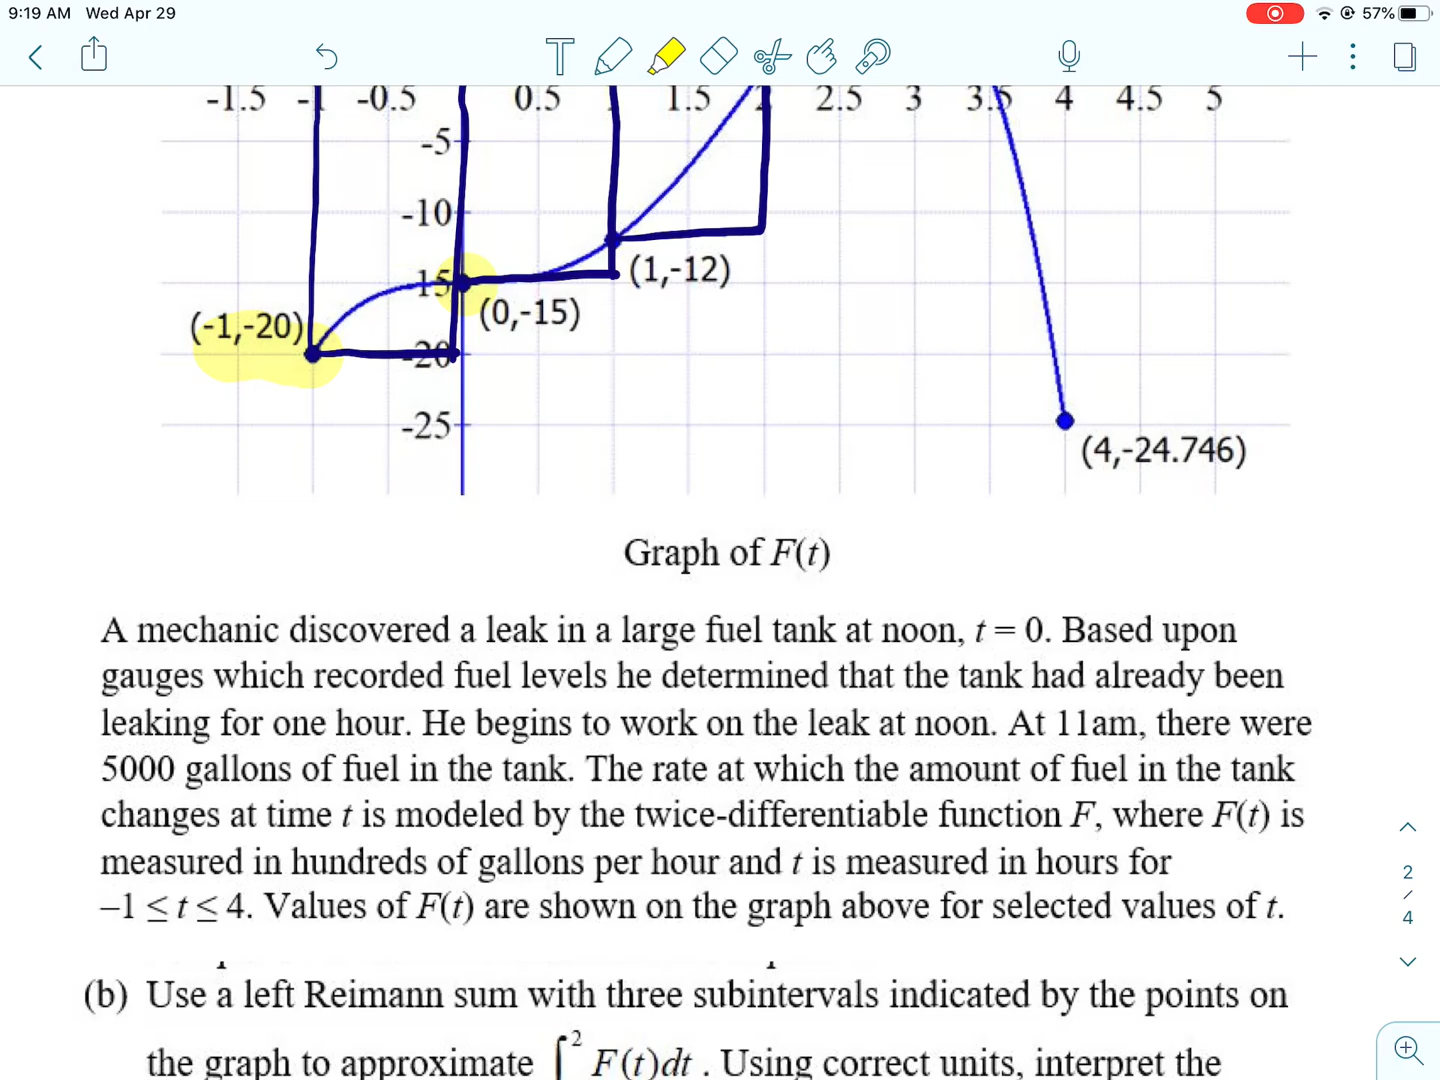 9:19 AM Wed Apr 29
57%
-1.5 -1 -0.5 0.5 1.5 2 2.5 3 3.5 4 4.5 5
-5
-10
(1,-12)
15
(0,-15)
(-1,-20)
-20
-25
(4,-24.746)
Graph of F(t)
A mechanic discovered a leak in a large fuel tank at noon, t = 0. Based upon
gauges which recorded fuel levels he determined that the tank had already been
leaking for one hour. He begins to work on the leak at noon. At 11am, there were
5000 gallons of fuel in the tank. The rate at which the amount of fuel in the tank
changes at time t is modeled by the twice-differentiable function F, where F(t) is
measured in hundreds of gallons per hour and t is measured in hours for
–1 ≤ t ≤ 4. Values of F(t) are shown on the graph above for selected values of t.
2
/
4
(b) Use a left Reimann sum with three subintervals indicated by the points on
the graph to approximate ∫² F(t)dt . Using correct units, interpret the